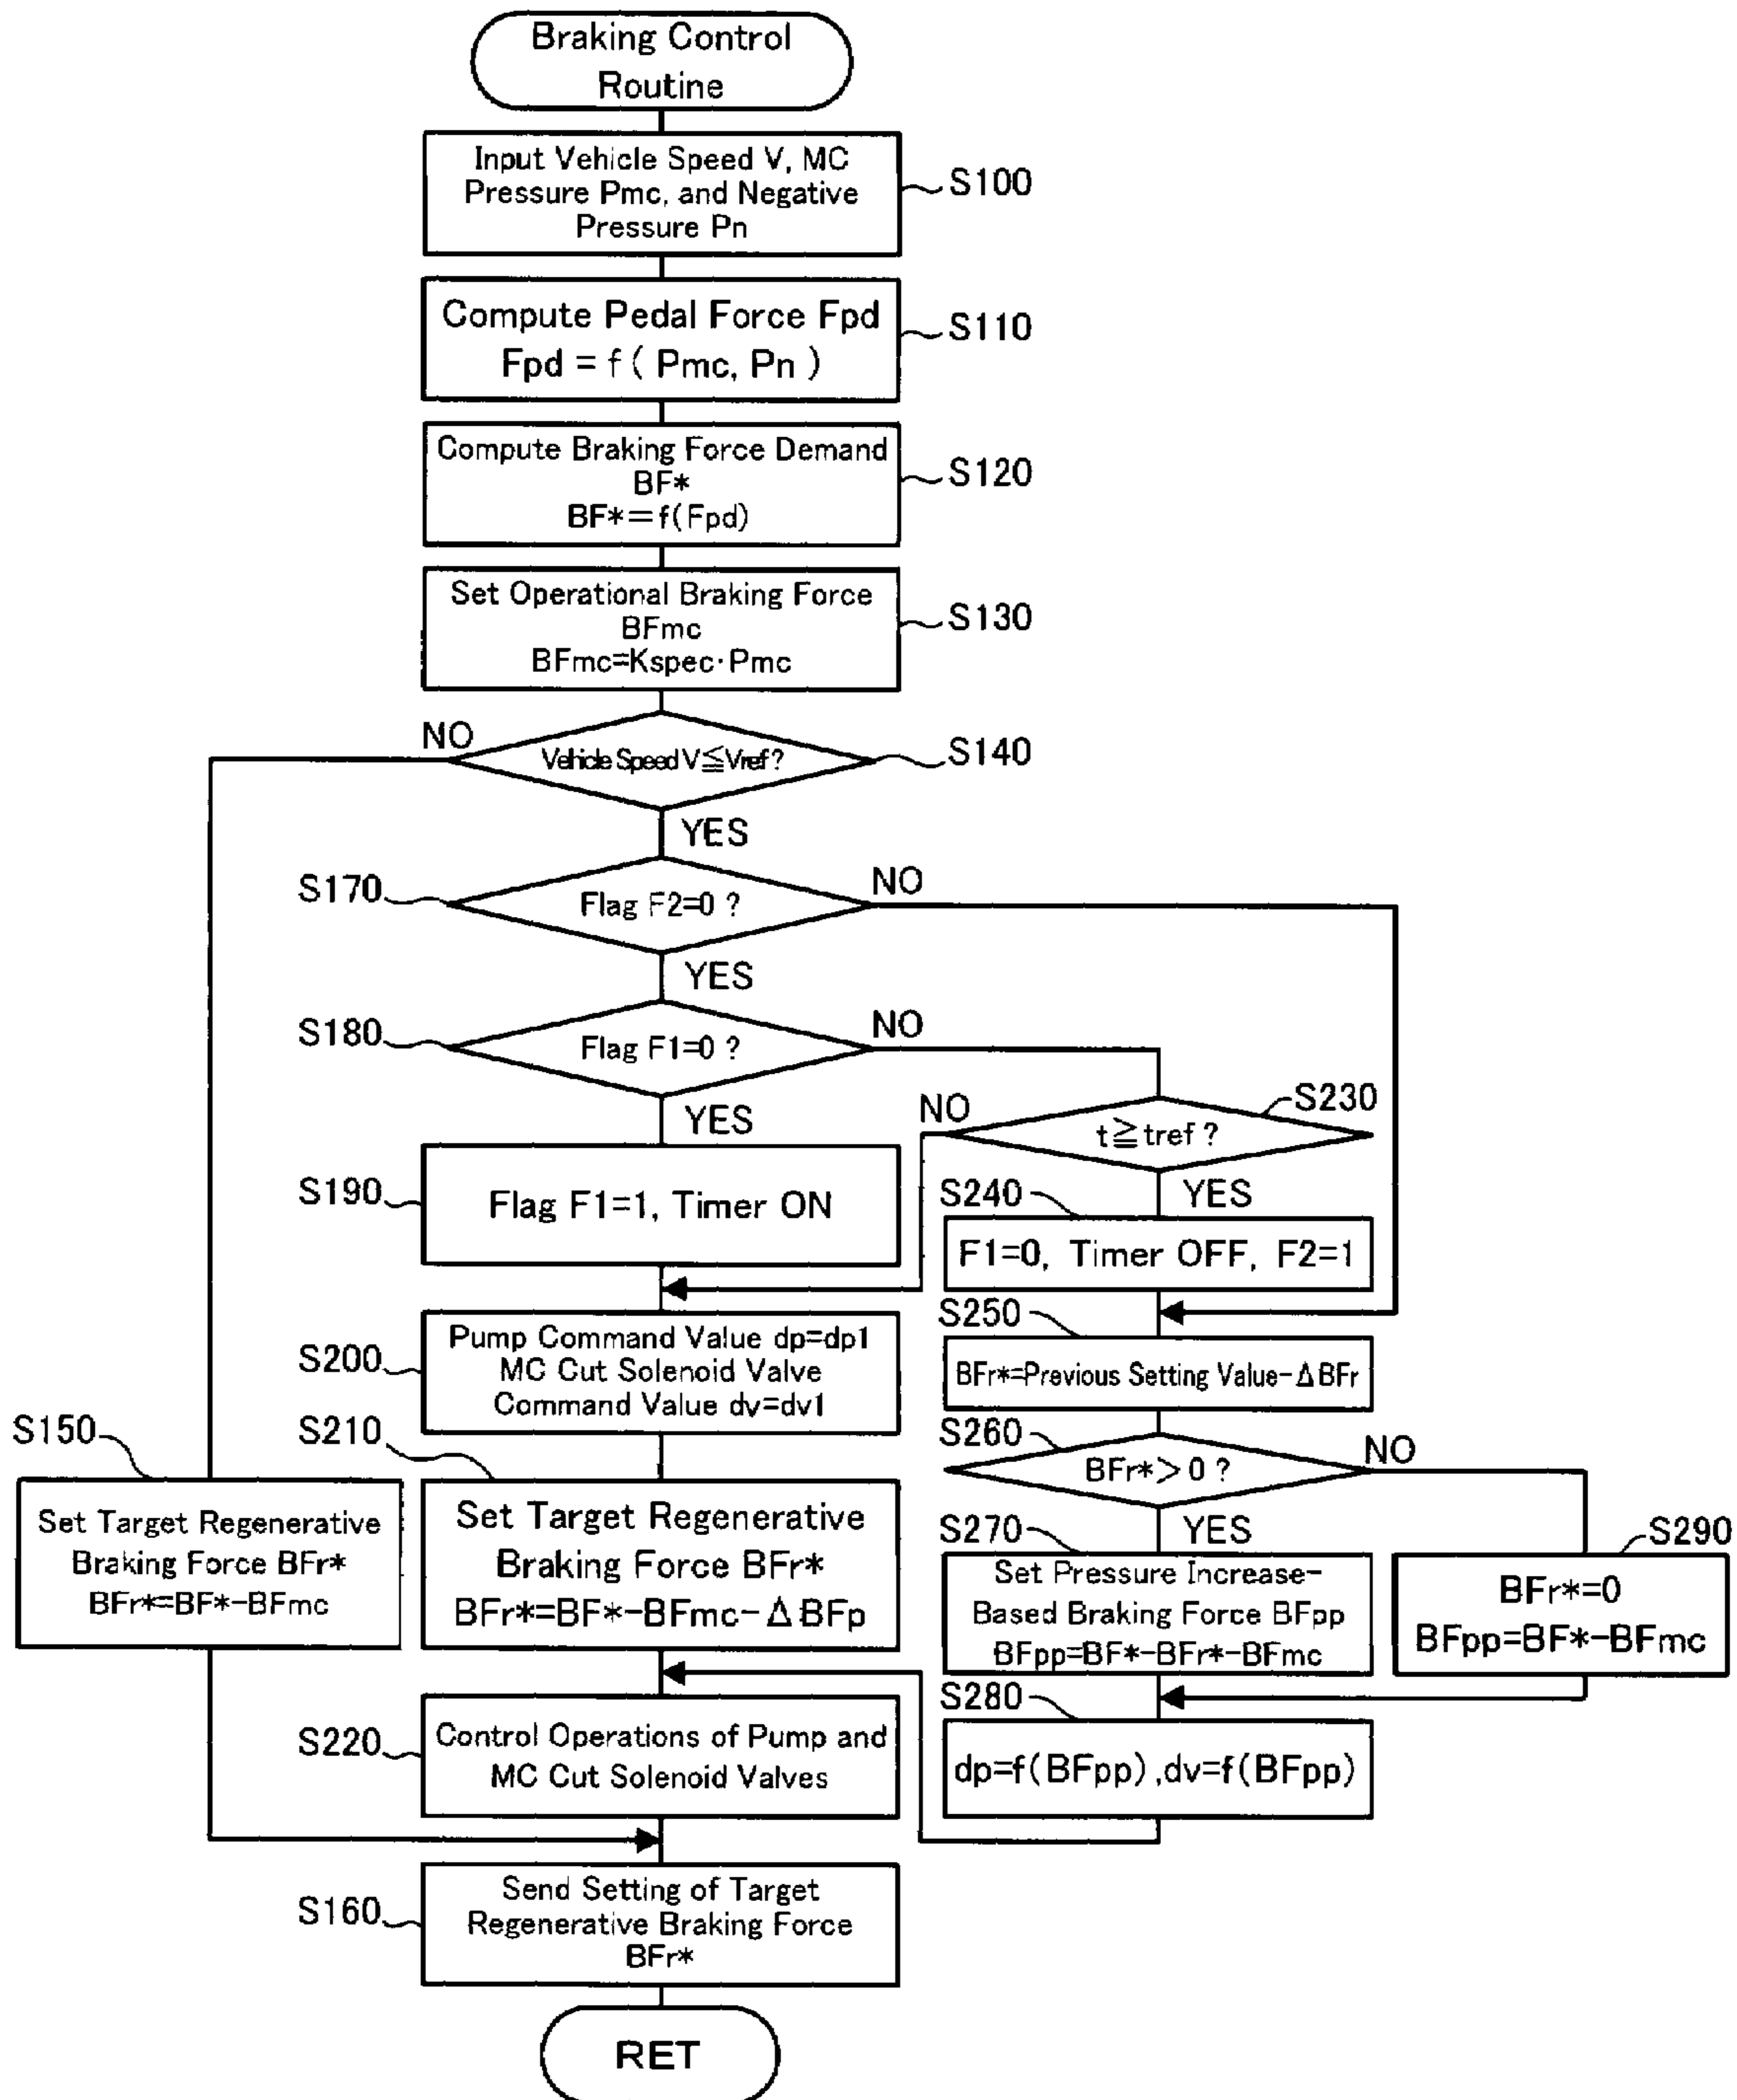 Braking Control
Routine
Input Vehicle Speed V, MC
Pressure Pmc, and Negative
Pressure Pn
S100
Compute Pedal Force Fpd
Fpd = f ( Pmc, Pn )
S110
Compute Braking Force Demand
BF*
BF*=f(Fpd)
S120
Set Operational Braking Force
BFmc
BFmc=Kspec·Pmc
S130
NO
Vehicle Speed V≦Vref?
S140
YES
S170
Flag F2=0 ?
NO
YES
S180
Flag F1=0 ?
NO
YES
NO
t≧tref ?
S230
YES
S190
Flag F1=1, Timer ON
S240
F1=0, Timer OFF, F2=1
S200
Pump Command Value dp=dp1
MC Cut Solenoid Valve
Command Value dv=dv1
S250
BFr*=Previous Setting Value-ΔBFr
S260
BFr*>0 ?
NO
YES
S150
Set Target Regenerative
Braking Force BFr*
BFr*=BF*-BFmc
S210
Set Target Regenerative
Braking Force BFr*
BFr*=BF*-BFmc-ΔBFp
S270
Set Pressure Increase-
Based Braking Force BFpp
BFpp=BF*-BFr*-BFmc
S290
BFr*=0
BFpp=BF*-BFmc
S220
Control Operations of Pump and
MC Cut Solenoid Valves
S280
dp=f(BFpp),dv=f(BFpp)
S160
Send Setting of Target
Regenerative Braking Force
BFr*
RET